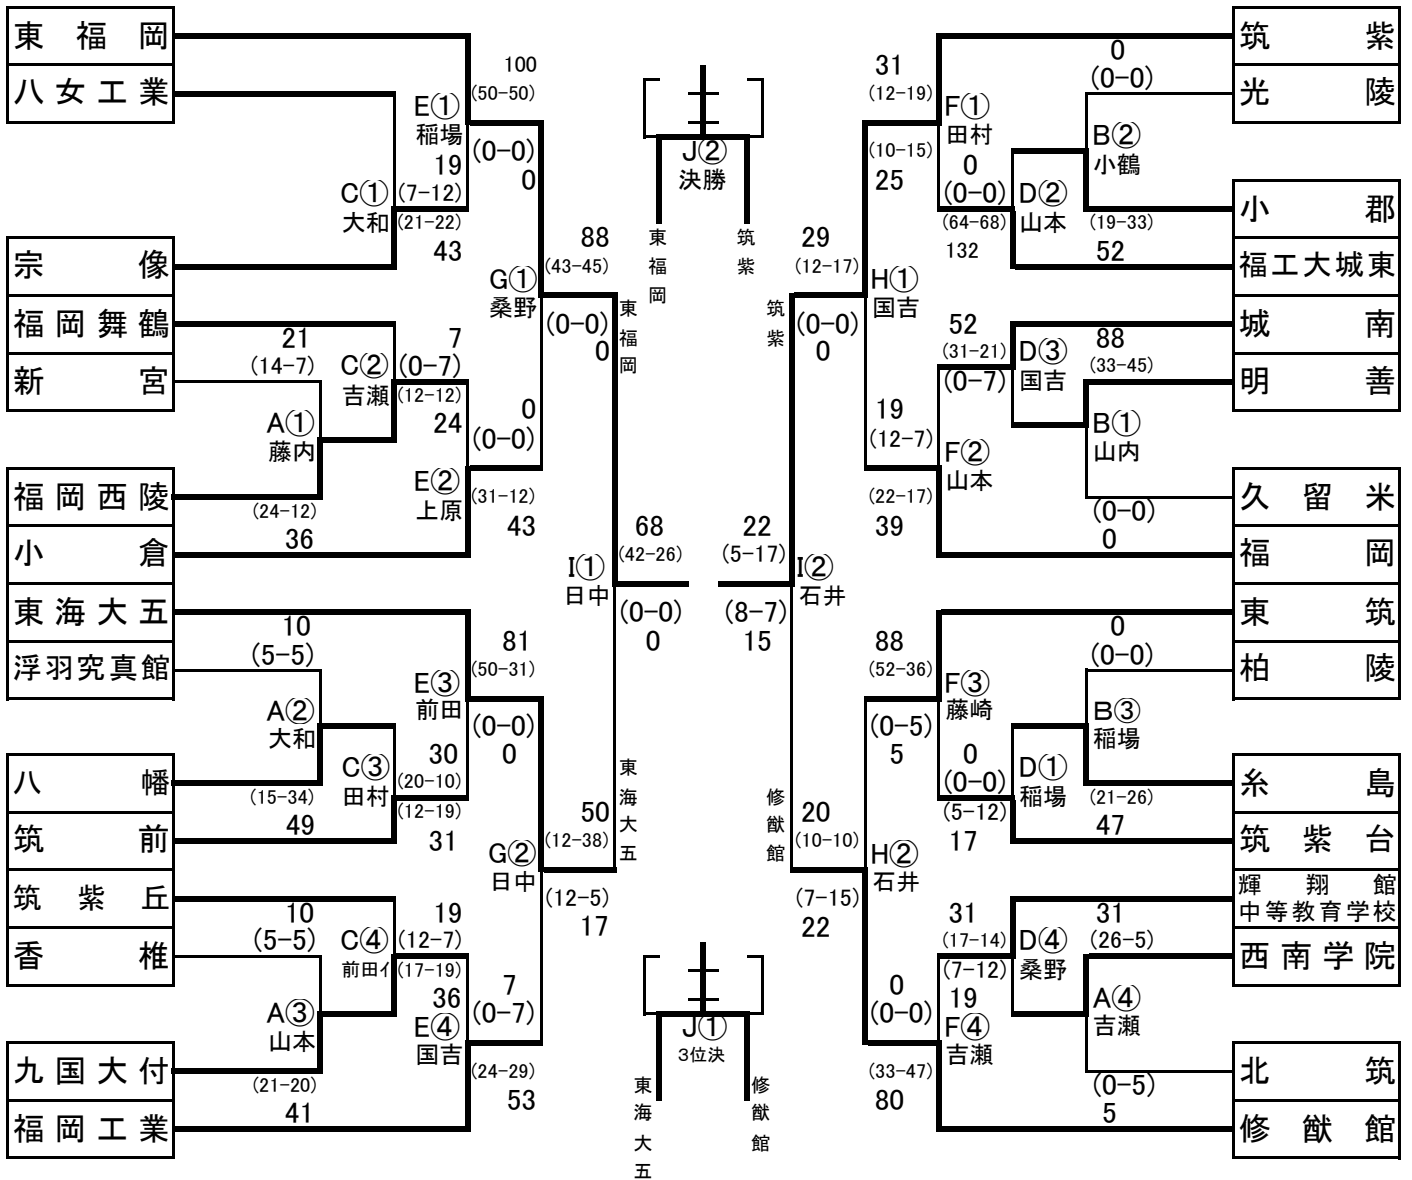 東福岡
八女工業
宗像
福岡舞鶴
新宮
福岡西陵
小倉
東海大五
浮羽究真館
八幡
筑前
筑紫丘
香椎
九国大付
福岡工業
21
(14-7)
A①
藤内
(24-12)
36
10
(5-5)
A②
大和
(15-34)
49
10
(5-5)
A③
山本
(21-20)
41
C①
大和
19
(7-12)
(21-22)
43
C②
吉瀬
7
(0-7)
(12-12)
24
C③
田村
30
(20-10)
(12-19)
31
C④
前田イ
19
(12-7)
(17-19)
36
100
(50-50)
E①
稲場
(0-0)
0
0
(0-0)
E②
上原
(31-12)
43
81
(50-31)
E③
前田
(0-0)
0
7
(0-7)
E④
国吉
(24-29)
53
88
(43-45)
G①
桑野
(0-0)
0
東福岡
50
(12-38)
G②
日中
(12-5)
17
東海大五
I①
日中
68
(42-26)
(0-0)
0
J②
決勝
東福岡
筑紫
J①
3位決
東海大五
修猷館
22
(5-17)
I②
石井
(8-7)
15
29
(12-17)
H①
国吉
(0-0)
0
筑紫
20
(10-10)
H②
石井
(7-15)
22
修猷館
31
(12-19)
F①
田村
(10-15)
25
19
(12-7)
F②
山本
(22-17)
39
88
(52-36)
F③
藤崎
(0-5)
5
0
(0-0)
F④
吉瀬
(33-47)
80
0
(0-0)
D②
山本
(64-68)
132
52
(31-21)
D③
国吉
(0-7)
0
(0-0)
D①
稲場
(5-12)
17
31
(17-14)
D④
桑野
(7-12)
19
0
(0-0)
B②
小鶴
(19-33)
52
88
(33-45)
B①
山内
(0-0)
0
0
(0-0)
B③
稲場
(21-26)
47
31
(26-5)
A④
吉瀬
(0-5)
5
筑紫
光陵
小郡
福工大城東
城南
明善
久留米
福岡
東筑
柏陵
糸島
筑紫台
輝翔館
中等教育学校
西南学院
北筑
修猷館